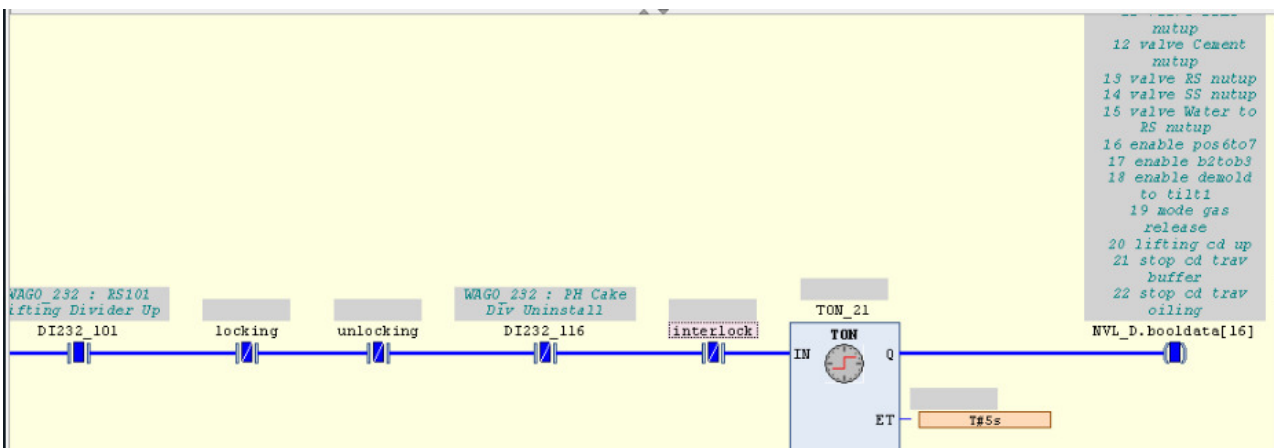 nutup
12 valve Cement
nutup
13 valve RS nutup
14 valve SS nutup
15 valve Water to
RS nutup
16 enable pos6to7
17 enable b2tob3
18 enable demold
to tilt1
19 mode gas
release
20 lifting cd up
21 stop cd trav
buffer
22 stop cd trav
oiling
WAGO_232 : RS101
ifting Divider Up
DI232_101
locking
unlocking
WAGO_232 : PH Cake
Div Uninstall
DI232_116
interlock
TON_21
TON
IN
Q
ET
T#5s
NVL_D.booldata[16]